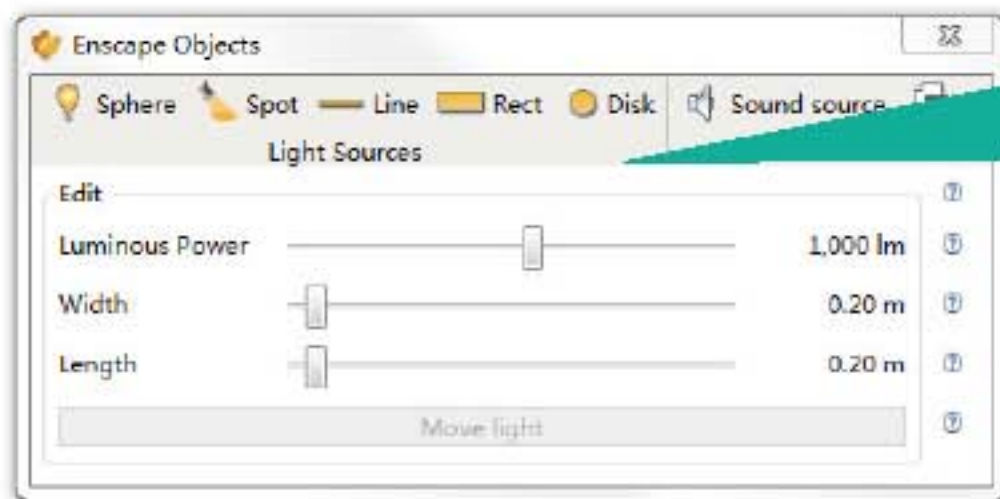 Enscape Objects
Sphere Spot Line Rect Disk Sound source
Light Sources
Edit
Luminous Power 1,000 lm
Width 0.20 m
Length 0.20 m
Move light